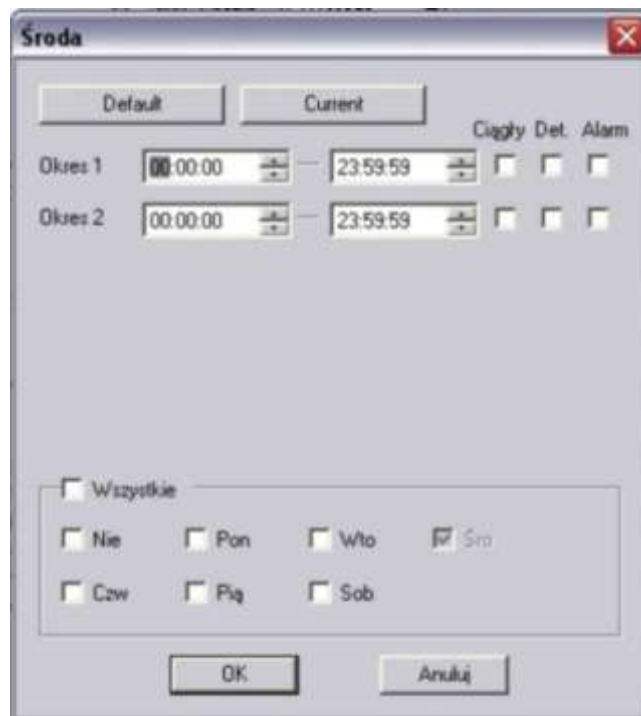 Środa
Default Current
Ciągły Det. Alarm
Okres 1 00:00:00 23:59:59
Okres 2 00:00:00 23:59:59
Wszystkie
Nie Pon Wto Śro
Czw Pią Sob
OK Anuluj